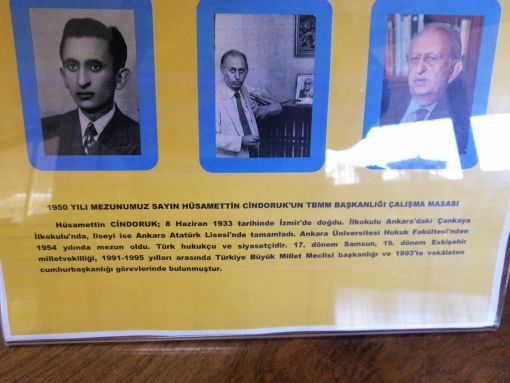 1950 YILI MEZUNUMUZ SAYIN HÜSAMETTİN CİNDORUK'UN TBMM BAŞKANLIĞI ÇALIŞMA MASASI
Hüsamettin CİNDORUK; 8 Haziran 1933 tarihinde İzmir'de doğdu. İlkokulu Ankara'daki Çankaya
İlkokulu'nda, liseyi ise Ankara Atatürk Lisesi'nde tamamladı. Ankara Üniversitesi Hukuk Fakültesi'nden
1954 yılında mezun oldu. Türk hukukçu ve siyasetçidir. 17. dönem Samsun, 19. dönem Eskişehir
milletvekilliği, 1991-1995 yılları arasında Türkiye Büyük Millet Meclisi başkanlığı ve 1993'te vekâleten
cumhurbaşkanlığı görevlerinde bulunmuştur.